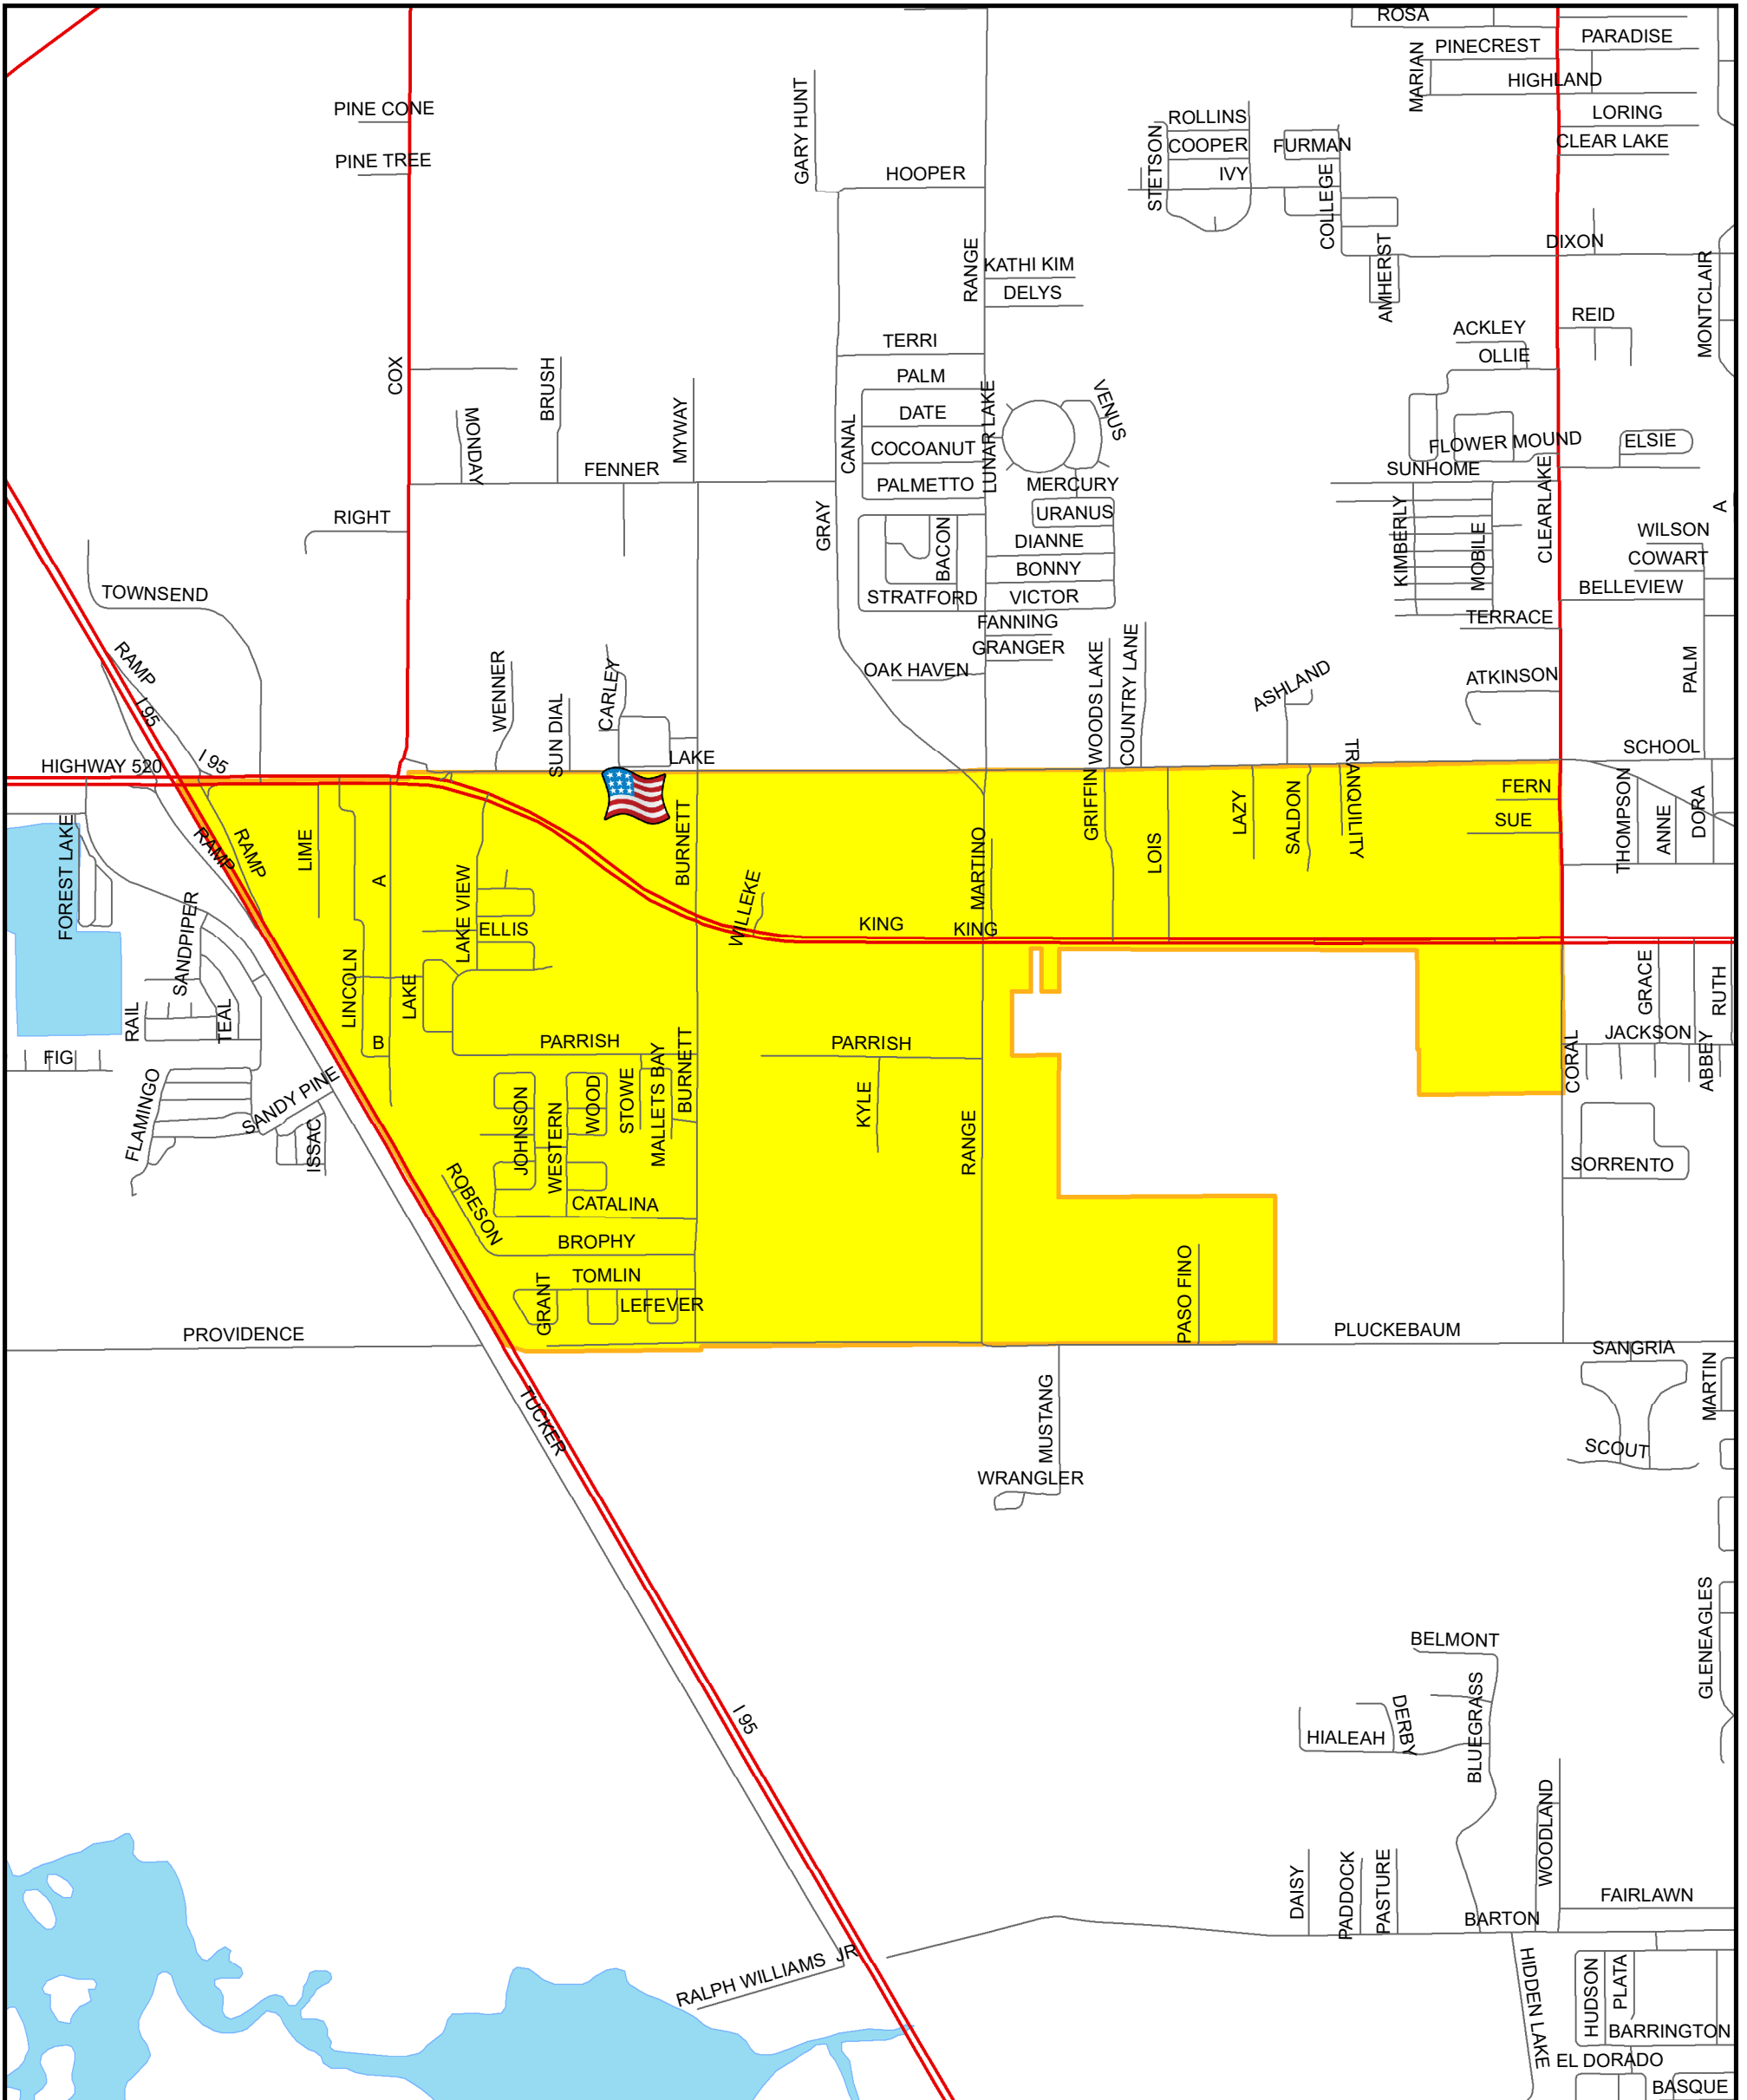 ROSA
PARADISE
PINECREST
MARIAN
HIGHLAND
PINE CONE
GARY HUNT
LORING
ROLLINS
CLEAR LAKE
COOPER
FURMAN
STETSON
PINE TREE
HOOPER
IVY
COLLEGE
DIXON
RANGE
KATHI KIM
AMHERST
MONTCLAIR
DELYS
REID
ACKLEY
TERRI
OLLIE
COX
BRUSH
PALM
VENUS
MYWAY
DATE
LUNAR LAKE
MONDAY
CANAL
COCOANUT
FLOWER MOUND
ELSIE
FENNER
SUNHOME
PALMETTO
MERCURY
CLEARLAKE
A
RIGHT
GRAY
URANUS
KIMBERLY
MOBILE
WILSON
BACON
DIANNE
COWART
BONNY
BELLEVIEW
TOWNSEND
STRATFORD
VICTOR
TERRACE
FANNING
GRANGER
RAMP
OAK HAVEN
WOODS LAKE
COUNTRY LANE
ASHLAND
ATKINSON
PALM
WENNER
CARLEY
SUN DIAL
I 95
I 95
LAKE
SCHOOL
HIGHWAY 520
TRANQUILITY
FERN
GRIFFIN
LAZY
SALDON
SUE
THOMPSON
ANNE
DORA
FOREST LAKE
RAMP
RAMP
LIME
BURNETT
LOIS
A
MARTINO
LAKE VIEW
WILLEKE
SANDPIPER
ELLIS
KING
KING
LINCOLN
LAKE
GRACE
RUTH
RAIL
TEAL
B
PARRISH
PARRISH
JACKSON
FIG
CORAL
ABBEY
BURNETT
SANDY PINE
FLAMINGO
ISSAC
JOHNSON
WESTERN
WOOD
STOWE
MALLETS BAY
KYLE
RANGE
SORRENTO
ROBESON
CATALINA
BROPHY
TOMLIN
GRANT
LEFEVER
PASO FINO
PROVIDENCE
PLUCKEBAUM
SANGRIA
MARTIN
TUCKER
MUSTANG
SCOUT
WRANGLER
GLENEAGLES
BELMONT
I 95
DERBY
BLUEGRASS
HIALEAH
WOODLAND
DAISY
PADDOCK
PASTURE
FAIRLAWN
BARTON
RALPH WILLIAMS JR
HIDDEN LAKE
HUDSON
PLATA
BARRINGTON
EL DORADO
BASQUE